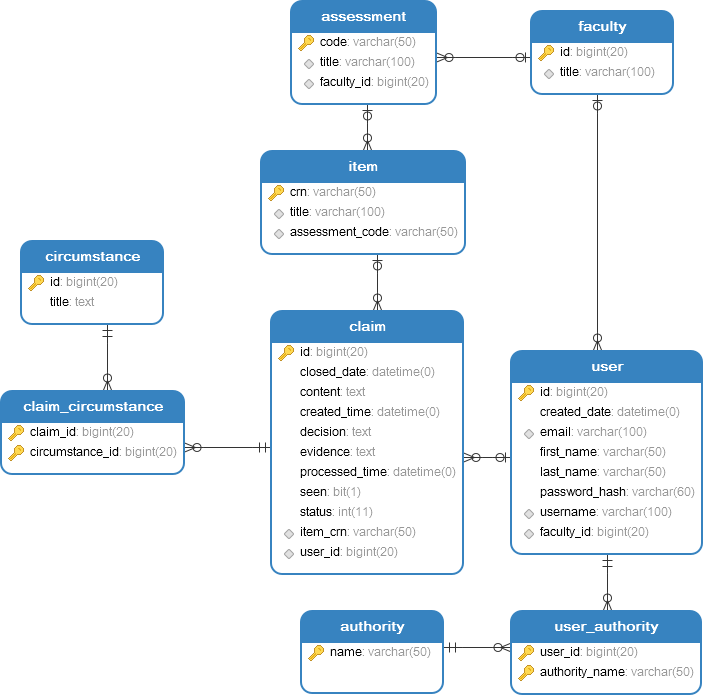 assessment
code: varchar(50)
title: varchar(100)
faculty_id: bigint(20)
faculty
id: bigint(20)
title: varchar(100)
item
crn: varchar(50)
title: varchar(100)
assessment_code: varchar(50)
circumstance
id: bigint(20)
title: text
claim
id: bigint(20)
closed_date: datetime(0)
content: text
created_time: datetime(0)
decision: text
evidence: text
processed_time: datetime(0)
seen: bit(1)
status: int(11)
item_crn: varchar(50)
user_id: bigint(20)
user
id: bigint(20)
created_date: datetime(0)
email: varchar(100)
first_name: varchar(50)
last_name: varchar(50)
password_hash: varchar(60)
username: varchar(100)
faculty_id: bigint(20)
claim_circumstance
claim_id: bigint(20)
circumstance_id: bigint(20)
authority
name: varchar(50)
user_authority
user_id: bigint(20)
authority_name: varchar(50)